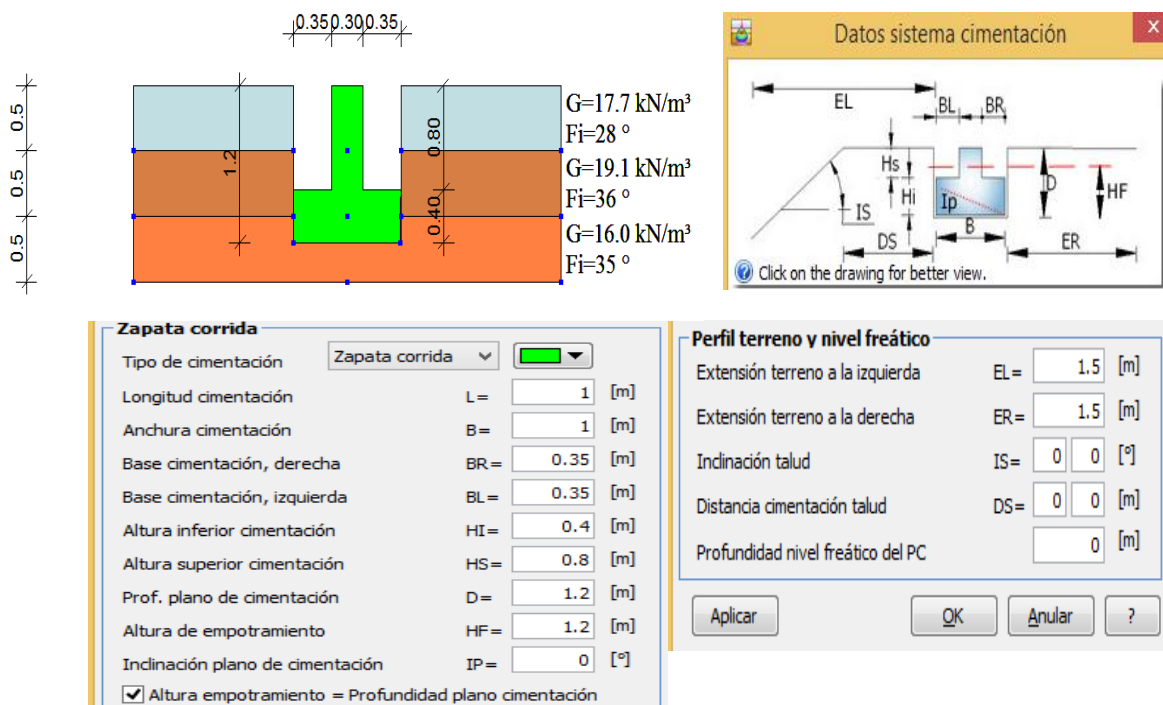 0.35 0.30 0.35
0.5
0.5
0.5
1.2
0.80
0.40
G=17.7 kN/m³
Fi=28 °
G=19.1 kN/m³
Fi=36 °
G=16.0 kN/m³
Fi=35 °
Datos sistema cimentación
X
EL
BL
BR
Hs
Hi
D
HF
Ip
IS
B
DS
ER
Click on the drawing for better view.
Zapata corrida
Tipo de cimentación Zapata corrida
Longitud cimentación L= 1 [m]
Anchura cimentación B= 1 [m]
Base cimentación, derecha BR= 0.35 [m]
Base cimentación, izquierda BL= 0.35 [m]
Altura inferior cimentación HI= 0.4 [m]
Altura superior cimentación HS= 0.8 [m]
Prof. plano de cimentación D= 1.2 [m]
Altura de empotramiento HF= 1.2 [m]
Inclinación plano de cimentación IP= 0 [°]
Altura empotramiento = Profundidad plano cimentación
Perfil terreno y nivel freático
Extensión terreno a la izquierda EL= 1.5 [m]
Extensión terreno a la derecha ER= 1.5 [m]
Inclinación talud IS= 0 0 [°]
Distancia cimentación talud DS= 0 0 [m]
Profundidad nivel freático del PC 0 [m]
Aplicar OK Anular ?